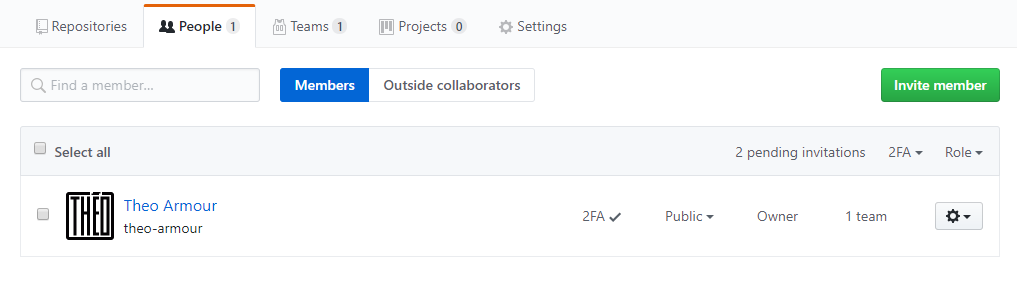 Repositories People 1 Teams 1 Projects 0 Settings
Find a member... Members Outside collaborators Invite member
Select all 2 pending invitations 2FA Role
THÉO Theo Armour 2FA Public Owner 1 team
theo-armour